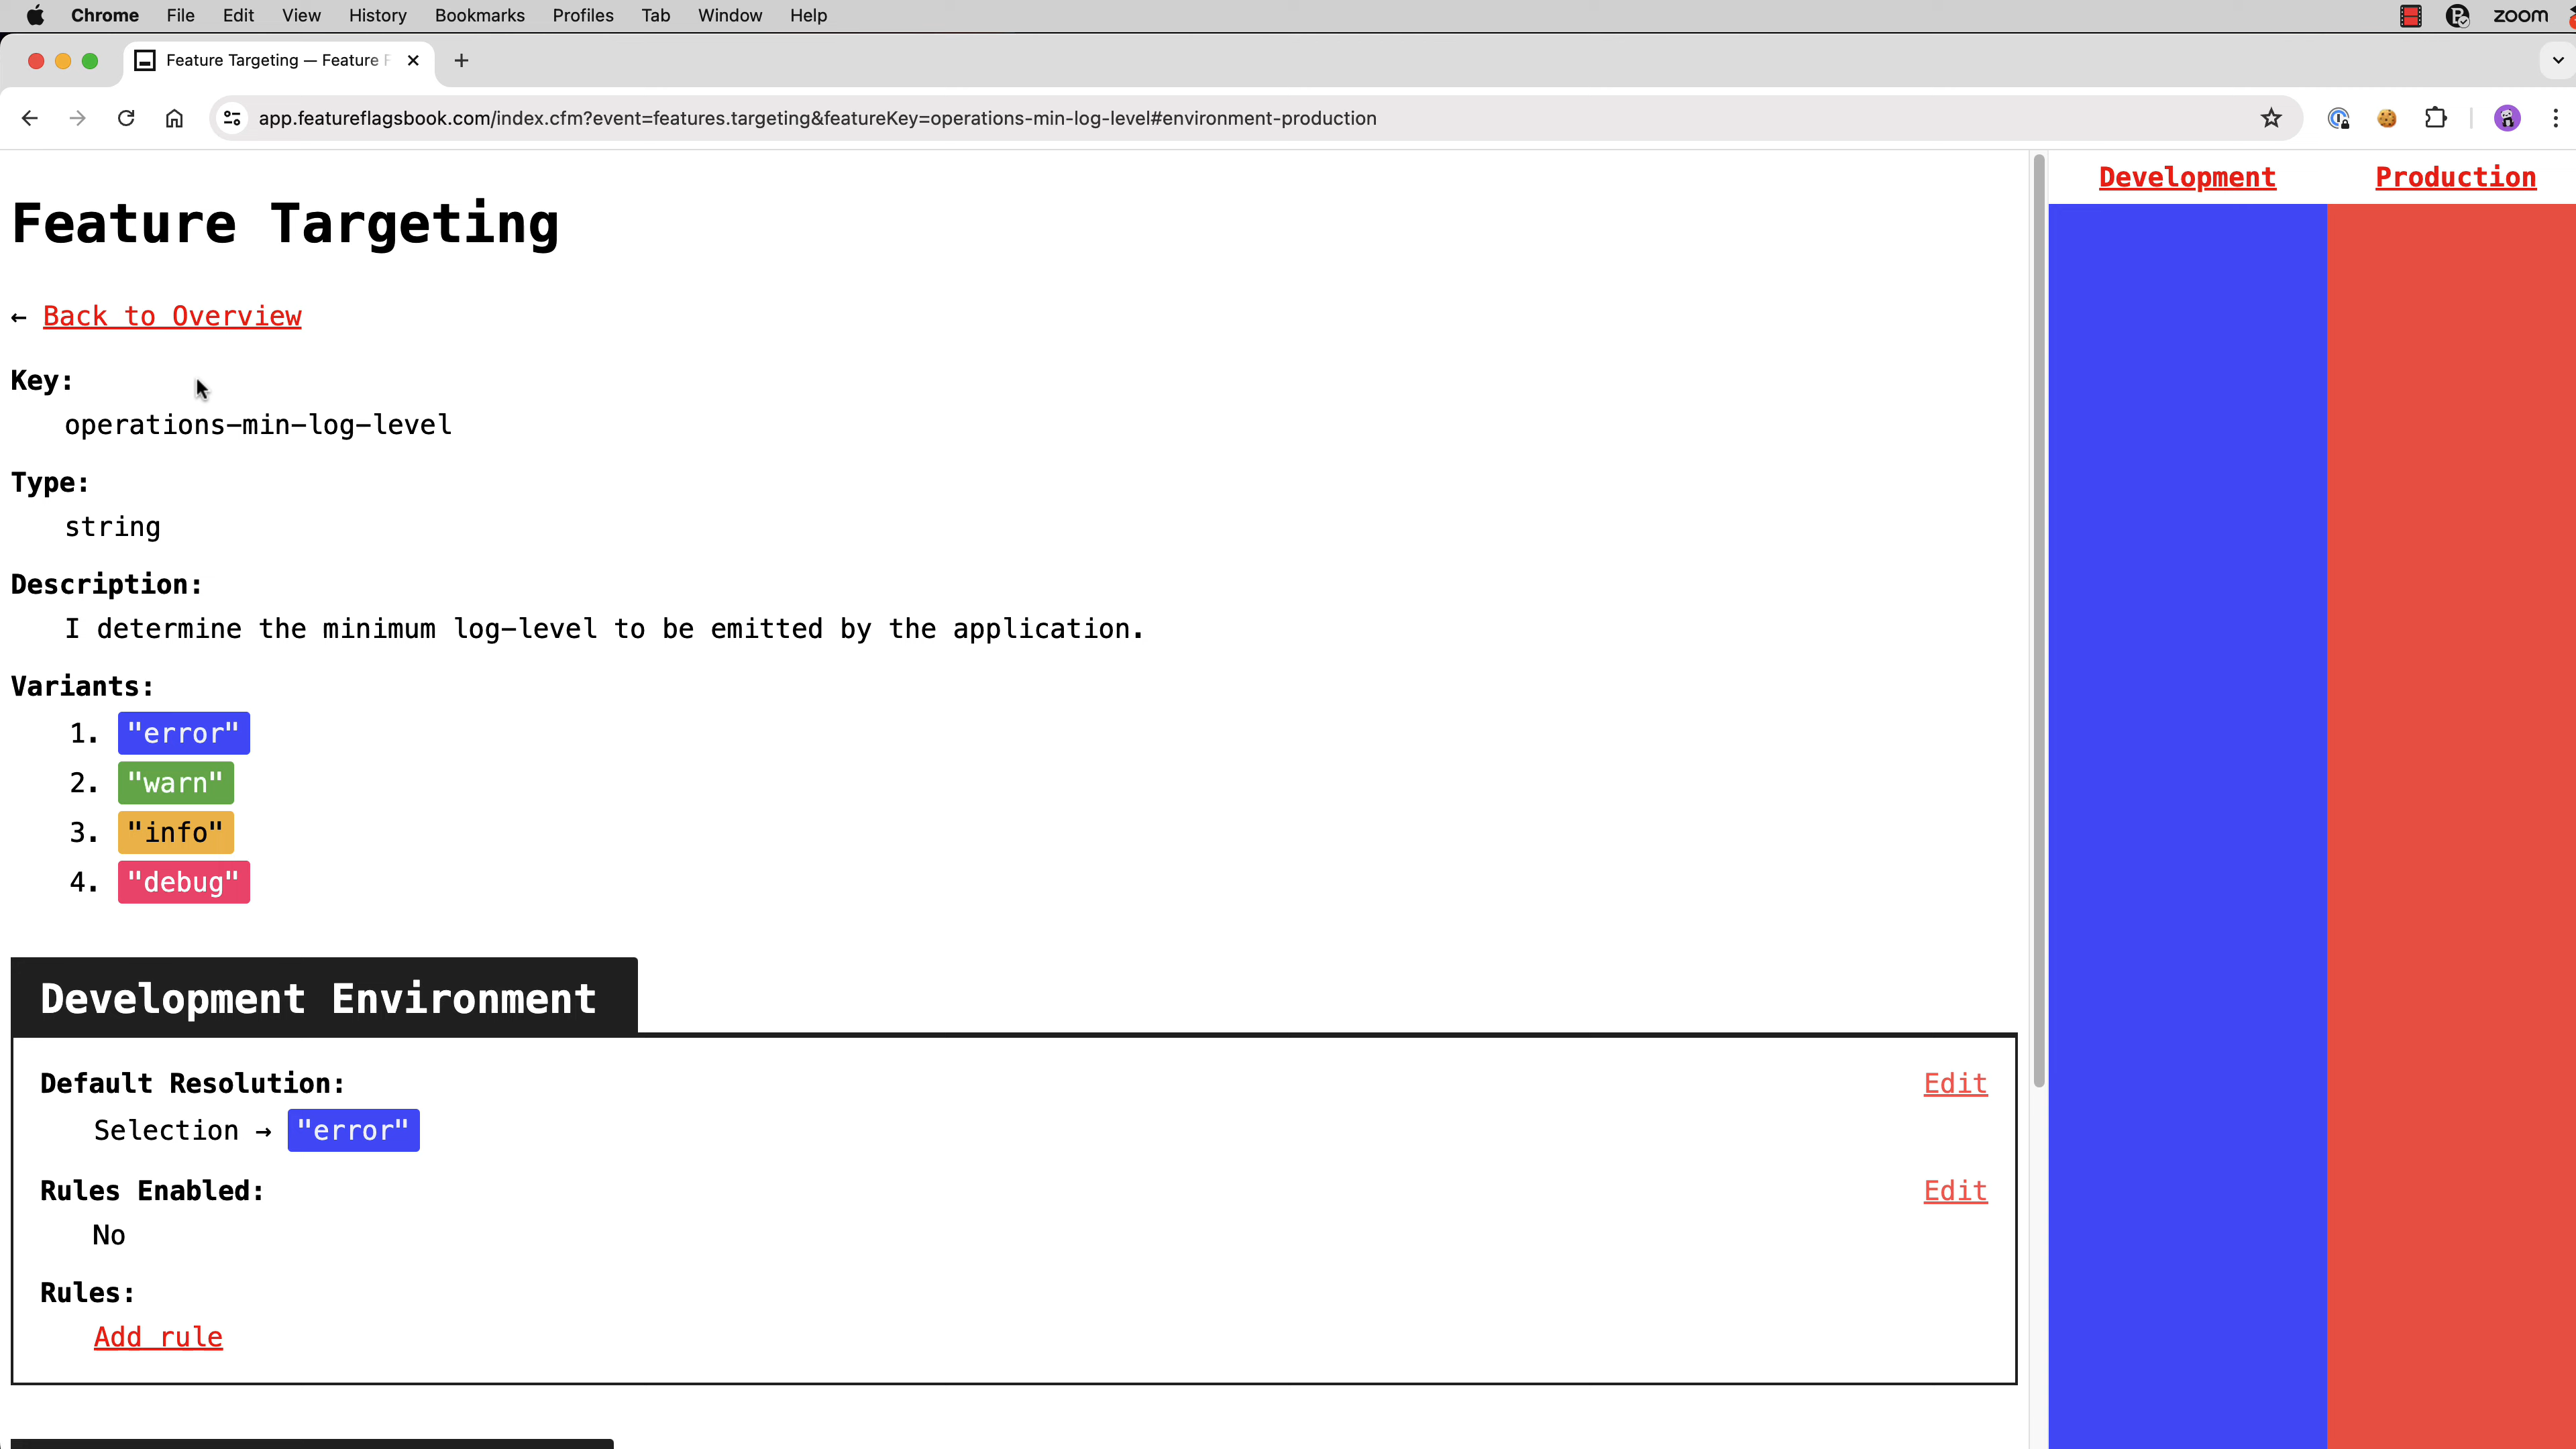 Chrome File Edit View History Bookmarks Profiles Tab Window Help zoom
Feature Targeting — Feature
app.featureflagsbook.com/index.cfm?event=features.targeting&featureKey=operations-min-log-level#environment-production
Development Production
Feature Targeting
← Back to Overview
Key:
operations-min-log-level
Type:
string
Description:
I determine the minimum log-level to be emitted by the application.
Variants:
1. "error"
2. "warn"
3. "info"
4. "debug"
Development Environment
Default Resolution: Edit
Selection → "error"
Rules Enabled: Edit
No
Rules:
Add rule